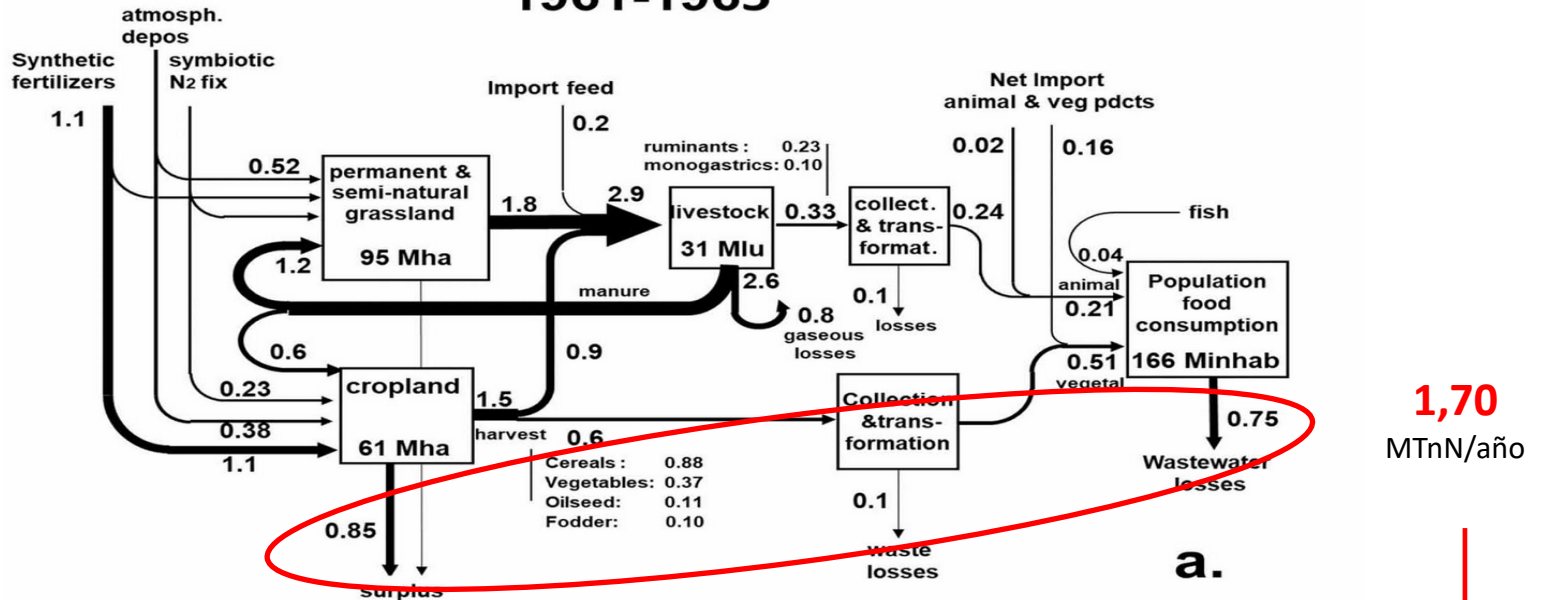 1961-1965
atmosph.
depos
Synthetic
fertilizers
symbiotic
N2 fix
1.1
0.52
permanent &
semi-natural
grassland
95 Mha
1.2
1.8
Import feed
0.2
2.9
ruminants : 0.23
monogastrics: 0.10
livestock
31 Mlu
0.33
collect.
& trans-
format.
0.24
0.1
losses
Net Import
animal & veg pdcts
0.02
0.16
fish
0.04
animal
0.21
Population
food
consumption
166 Minhab
0.51
vegetal
0.75
Wastewater
losses
manure
2.6
0.8
gaseous
losses
0.6
0.23
0.38
1.1
cropland
61 Mha
1.5
harvest
0.9
0.6
Cereals : 0.88
Vegetables: 0.37
Oilseed: 0.11
Fodder: 0.10
Collection
&trans-
formation
0.1
waste
losses
0.85
surplus
a.
1,70
MTnN/año